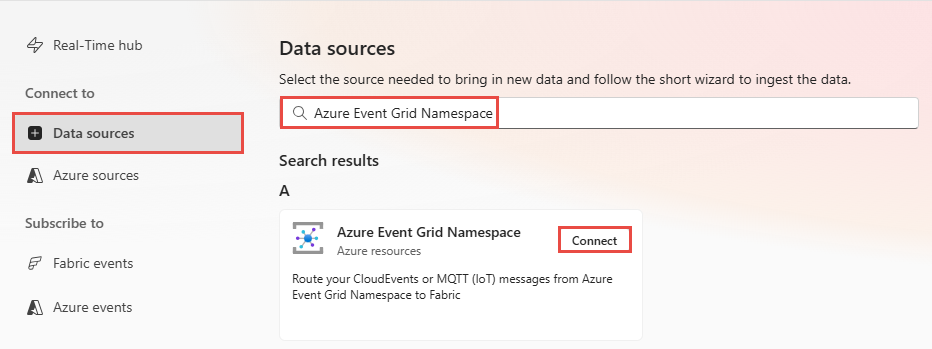 Real-Time hub
Connect to
Data sources
Azure sources
Subscribe to
Fabric events
Azure events
Data sources
Select the source needed to bring in new data and follow the short wizard to ingest the data.
Azure Event Grid Namespace
Search results
A
Azure Event Grid Namespace
Azure resources
Connect
Route your CloudEvents or MQTT (IoT) messages from Azure
Event Grid Namespace to Fabric